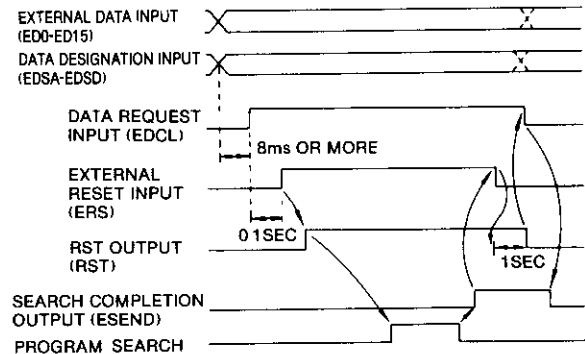 EXTERNAL DATA INPUT
(ED0-ED15)
DATA DESIGNATION INPUT
(EDSA-EDSD)
DATA REQUEST
INPUT (EDCL)
8ms OR MORE
EXTERNAL
RESET INPUT
(ERS)
0 1SEC
RST OUTPUT
(RST)
1SEC
SEARCH COMPLETION
OUTPUT (ESEND)
PROGRAM SEARCH